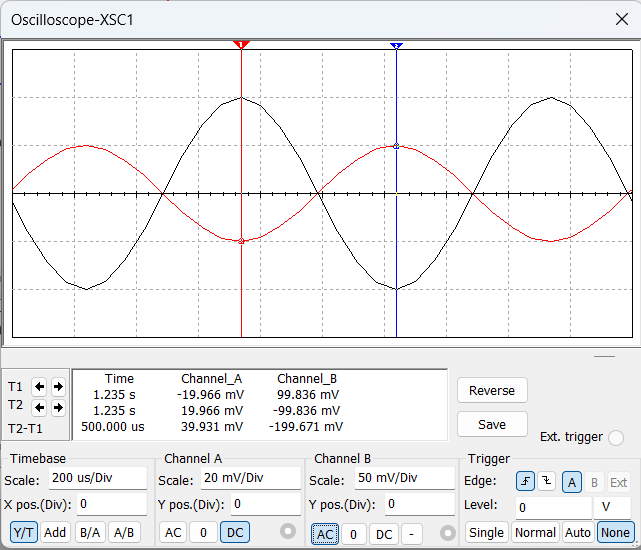 Oscilloscope-XSC1
1
2
T1
T2
T2-T1
Time Channel_A Channel_B
1.235 s -19.966 mV 99.836 mV
1.235 s 19.966 mV -99.836 mV
500.000 us 39.931 mV -199.671 mV
Reverse
Save
Ext. trigger
Timebase
Scale: 200 us/Div
X pos.(Div): 0
Y/T Add B/A A/B
Channel A
Scale: 20 mV/Div
Y pos.(Div): 0
AC 0 DC
Channel B
Scale: 50 mV/Div
Y pos.(Div): 0
AC 0 DC -
Trigger
Edge: A B Ext
Level: 0 V
Single Normal Auto None